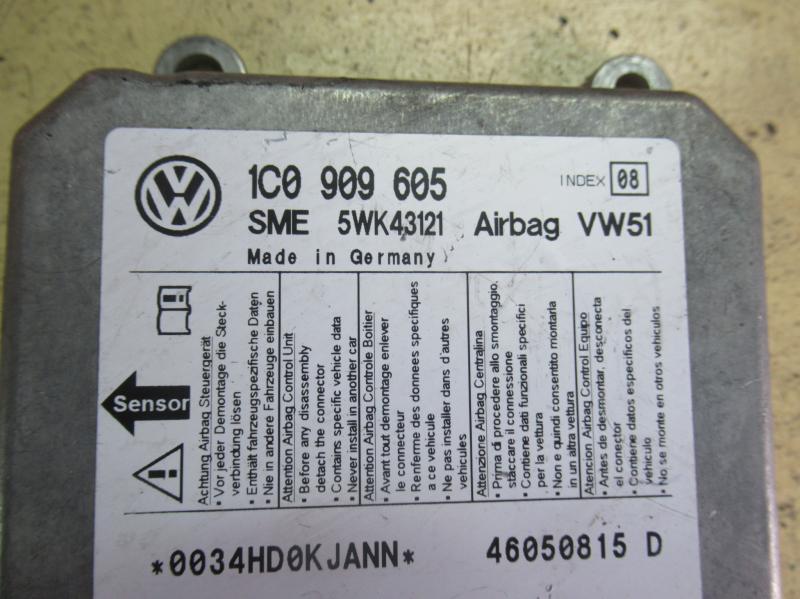 1C0 909 605
INDEX 08
SME 5WK43121 Airbag VW51
Made in Germany
Sensor
Achtung Airbag Steuergerät
• Vor jeder Demontage die Steck-
verbindung lösen
• Enthält fahrzeugspezifische Daten
• Nie in andere Fahrzeuge einbauen
Attention Airbag Control Unit
• Before any disassembly
detach the connector
• Contains specific vehicle data
• Never install in another car
Attention Airbag Controle Boitier
• Avant tout demontage enlever
le connecteur
• Renferme des donnees specifiques
a ce vehicule
• Ne pas installer dans d'autres
vehicules
Attenzione Airbag Centralina
• Prima di procedere allo smontaggio,
staccare il connessione
• Contiene dati funzionali specifici
per la vettura
• Non e quindi consentito montarla
in un altra vettura
Atencion Airbag Control Equipo
• Antes de desmontar, desconecta
el conector
• Contiene datos especificos del
vehiculo
• No se monte en otros vehiculos
*0034HD0KJANN*
46050815 D